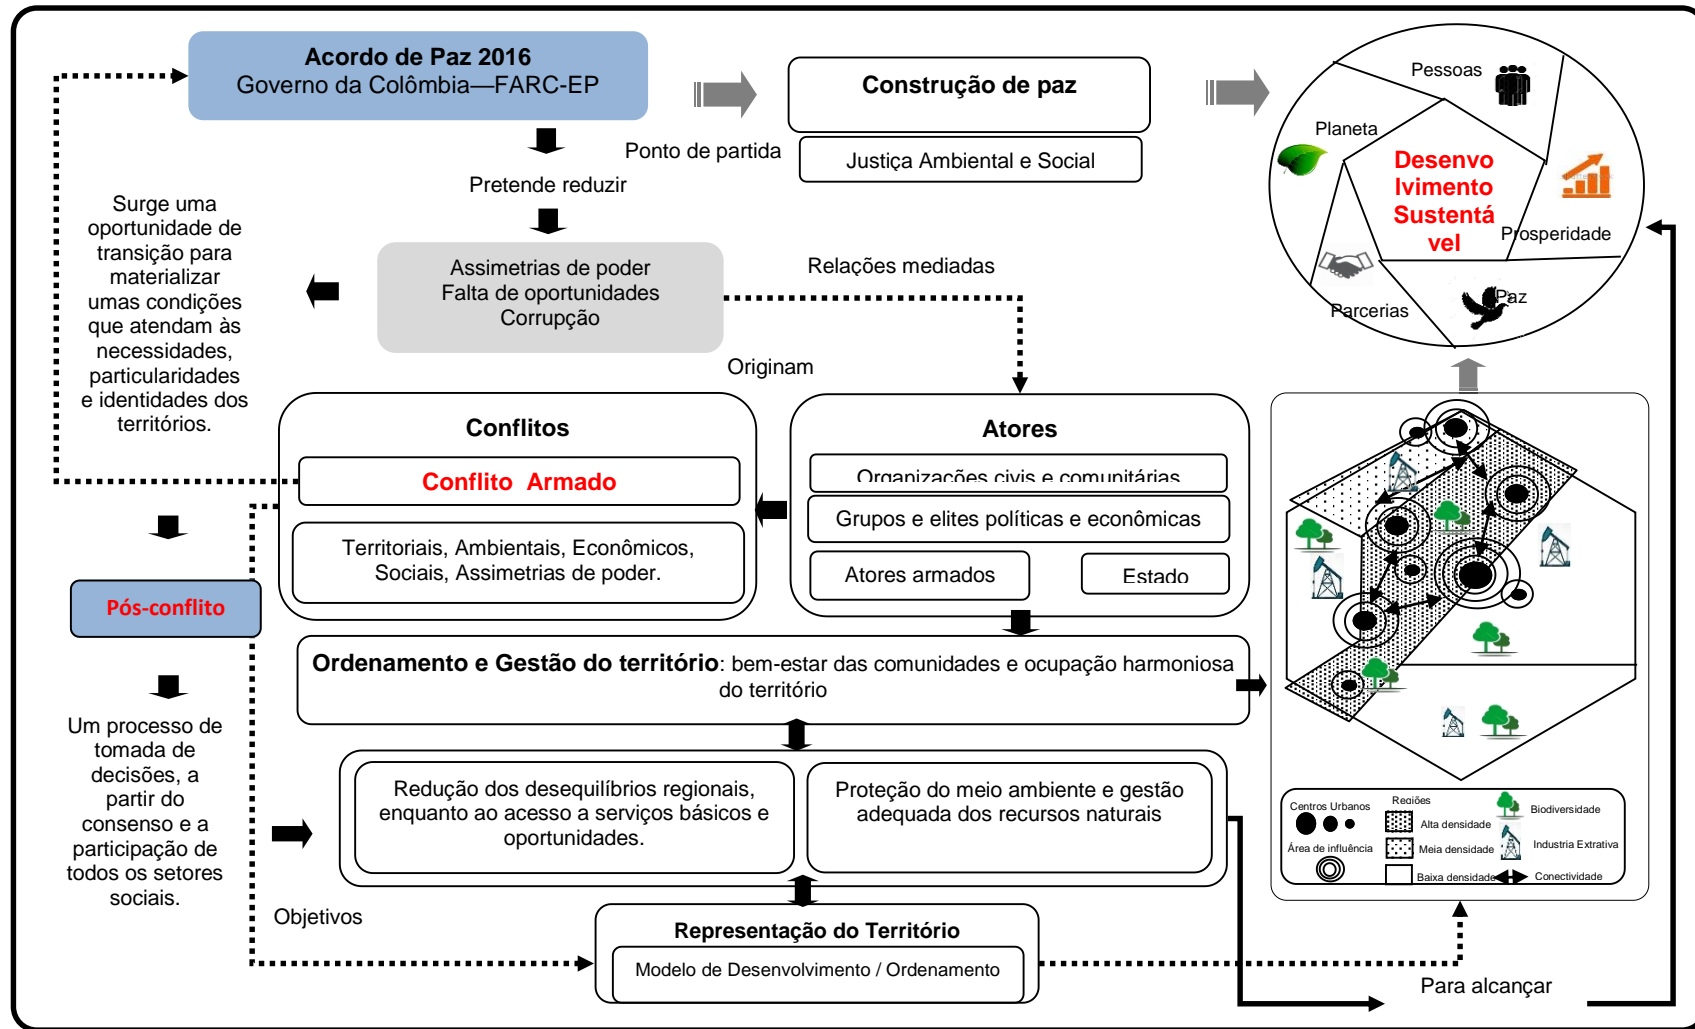 Acordo de Paz 2016
Governo da Colômbia—FARC-EP
Construção de paz
Justiça Ambiental e Social
Ponto de partida
Pretende reduzir
Pessoas
Planeta
Desenvo
lvimento
Sustentá
vel
Prosperidade
Paz
Parcerias
Surge uma
oportunidade de
transição para
materializar
umas condições
que atendam às
necessidades,
particularidades
e identidades dos
territórios.
Assimetrias de poder
Falta de oportunidades
Corrupção
Relações mediadas
Originam
Conflitos
Conflito Armado
Territoriais, Ambientais, Econômicos,
Sociais, Assimetrias de poder.
Atores
Organizações civis e comunitárias
Grupos e elites políticas e econômicas
Atores armados
Estado
Pós-conflito
Ordenamento e Gestão do território: bem-estar das comunidades e ocupação harmoniosa
do território
Um processo de
tomada de
decisões, a
partir do
consenso e a
participação de
todos os setores
sociais.
Redução dos desequilíbrios regionais,
enquanto ao acesso a serviços básicos e
oportunidades.
Proteção do meio ambiente e gestão
adequada dos recursos naturais
Objetivos
Representação do Território
Modelo de Desenvolvimento / Ordenamento
Centros Urbanos
Área de influência
Regiões
Alta densidade
Meia densidade
Baixa densidade
Biodiversidade
Industria Extrativa
Conectividade
Para alcançar